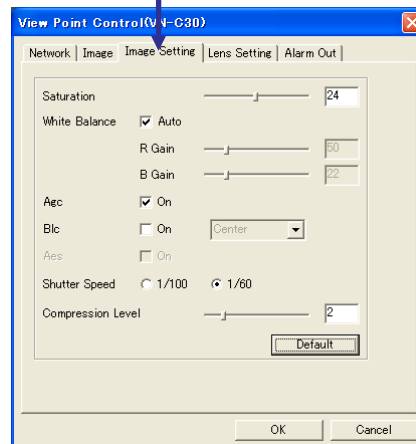 View Point Control(VN-C30)
Network Image Image Setting Lens Setting Alarm Out
Saturation 24
White Balance Auto
R Gain 50
B Gain 22
Agc On
Blc On Center
Aes On
Shutter Speed 1/100 1/60
Compression Level 2
Default
OK Cancel